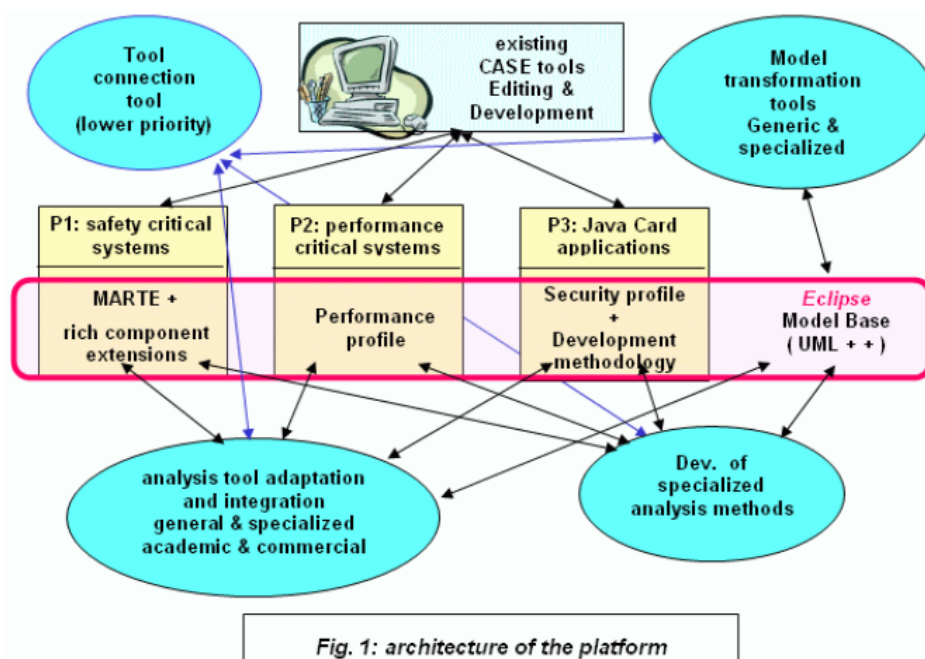 Tool
connection
tool
(lower priority)
existing
CASE tools
Editing &
Development
Model
transformation
tools
Generic &
specialized
P1: safety critical
systems
P2: performance
critical systems
P3: Java Card
applications
MARTE +
rich component
extensions
Performance
profile
Security profile
+
Development
methodology
Eclipse
Model Base
( UML + + )
analysis tool adaptation
and integration
general & specialized
academic & commercial
Dev. of
specialized
analysis methods
Fig. 1: architecture of the platform